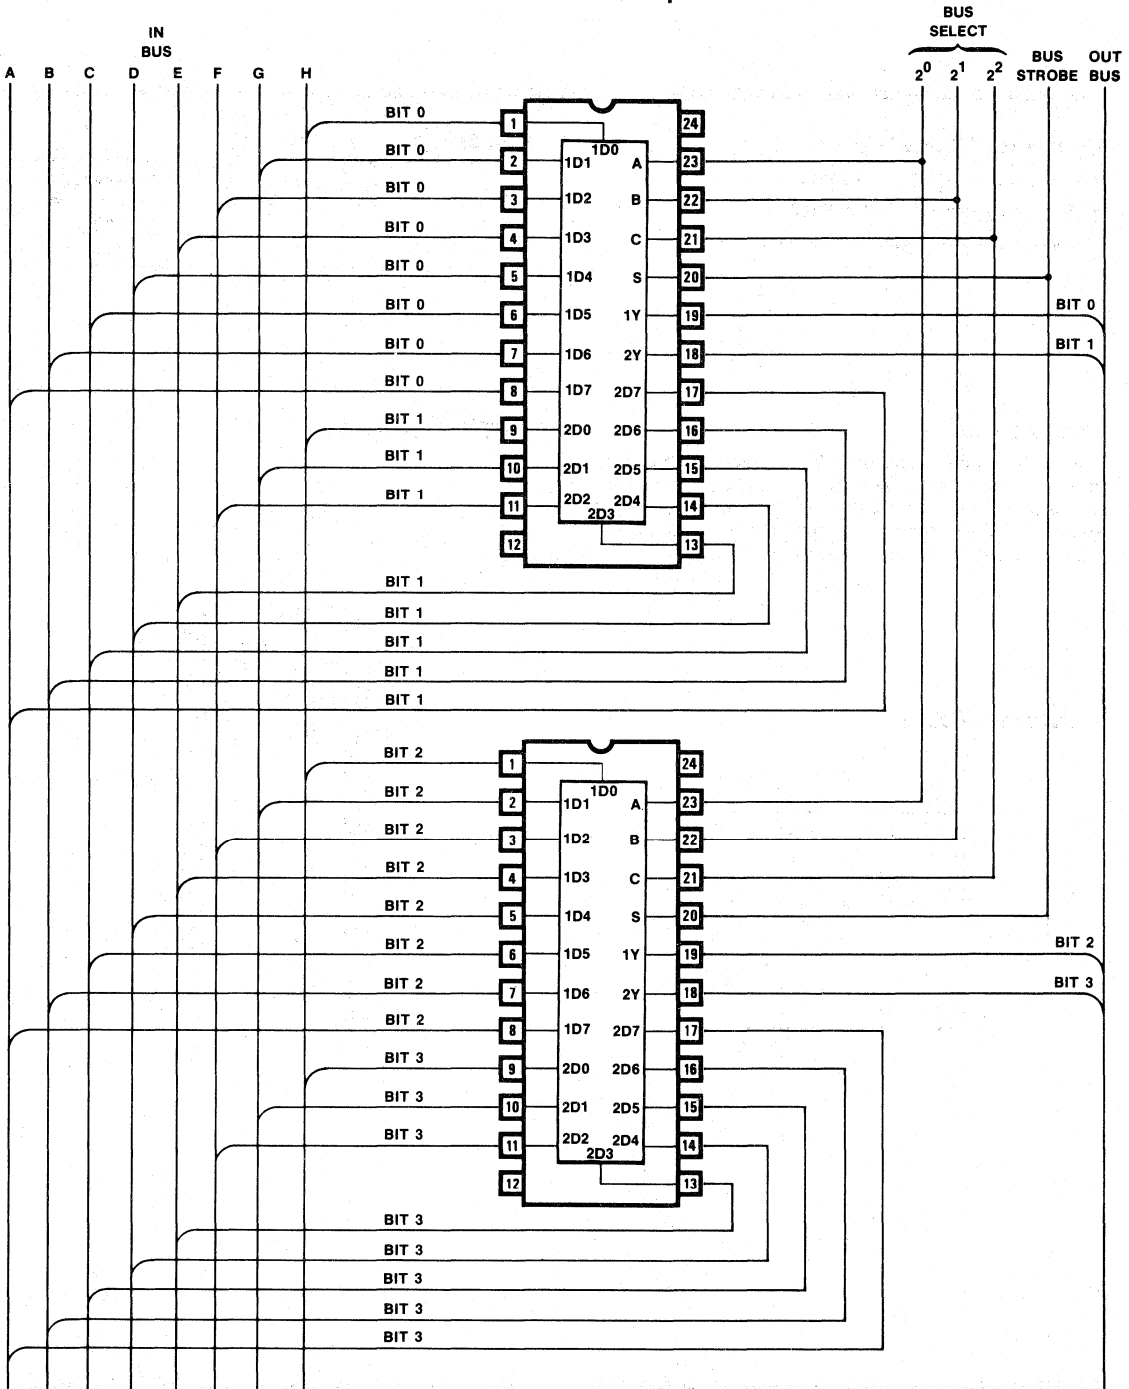 BUS
SELECT
IN
BUS
BUS
STROBE
OUT
BUS
A B C D E F G H
2⁰ 2¹ 2²
BIT 0 1 1D0 24
BIT 0 2 1D1 A 23
BIT 0 3 1D2 B 22
BIT 0 4 1D3 C 21
BIT 0 5 1D4 S 20
BIT 0 6 1D5 1Y 19 BIT 0
BIT 0 7 1D6 2Y 18 BIT 1
BIT 0 8 1D7 2D7 17
BIT 1 9 2D0 2D6 16
BIT 1 10 2D1 2D5 15
BIT 1 11 2D2 2D4 14
2D3
12 13
BIT 1
BIT 1
BIT 1
BIT 1
BIT 1
BIT 2 1 1D0 24
BIT 2 2 1D1 A 23
BIT 2 3 1D2 B 22
BIT 2 4 1D3 C 21
BIT 2 5 1D4 S 20
BIT 2 6 1D5 1Y 19 BIT 2
BIT 2 7 1D6 2Y 18 BIT 3
BIT 2 8 1D7 2D7 17
BIT 3 9 2D0 2D6 16
BIT 3 10 2D1 2D5 15
BIT 3 11 2D2 2D4 14
2D3
12 13
BIT 3
BIT 3
BIT 3
BIT 3
BIT 3